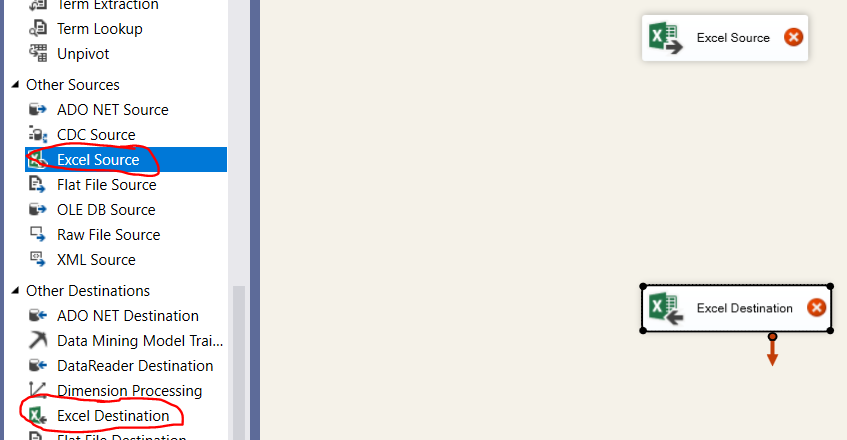 Term Extraction
Term Lookup
Unpivot
Other Sources
ADO NET Source
CDC Source
Excel Source
Flat File Source
OLE DB Source
Raw File Source
XML Source
Other Destinations
ADO NET Destination
Data Mining Model Trai...
DataReader Destination
Dimension Processing
Excel Destination
Flat File Destination
Excel Source
Excel Destination